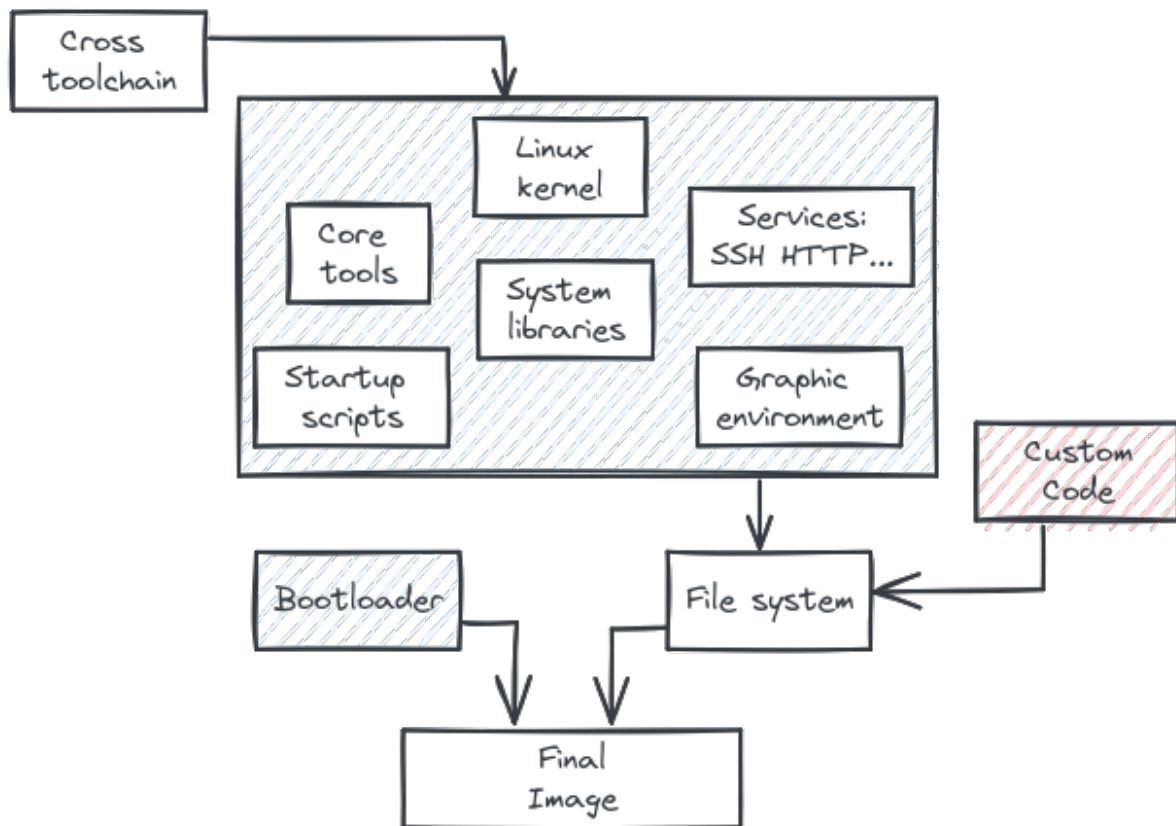 Cross
toolchain
Linux
kernel
Core
tools
Services:
SSH HTTP...
System
libraries
Startup
scripts
Graphic
environment
Custom
Code
Bootloader
File system
Final
Image